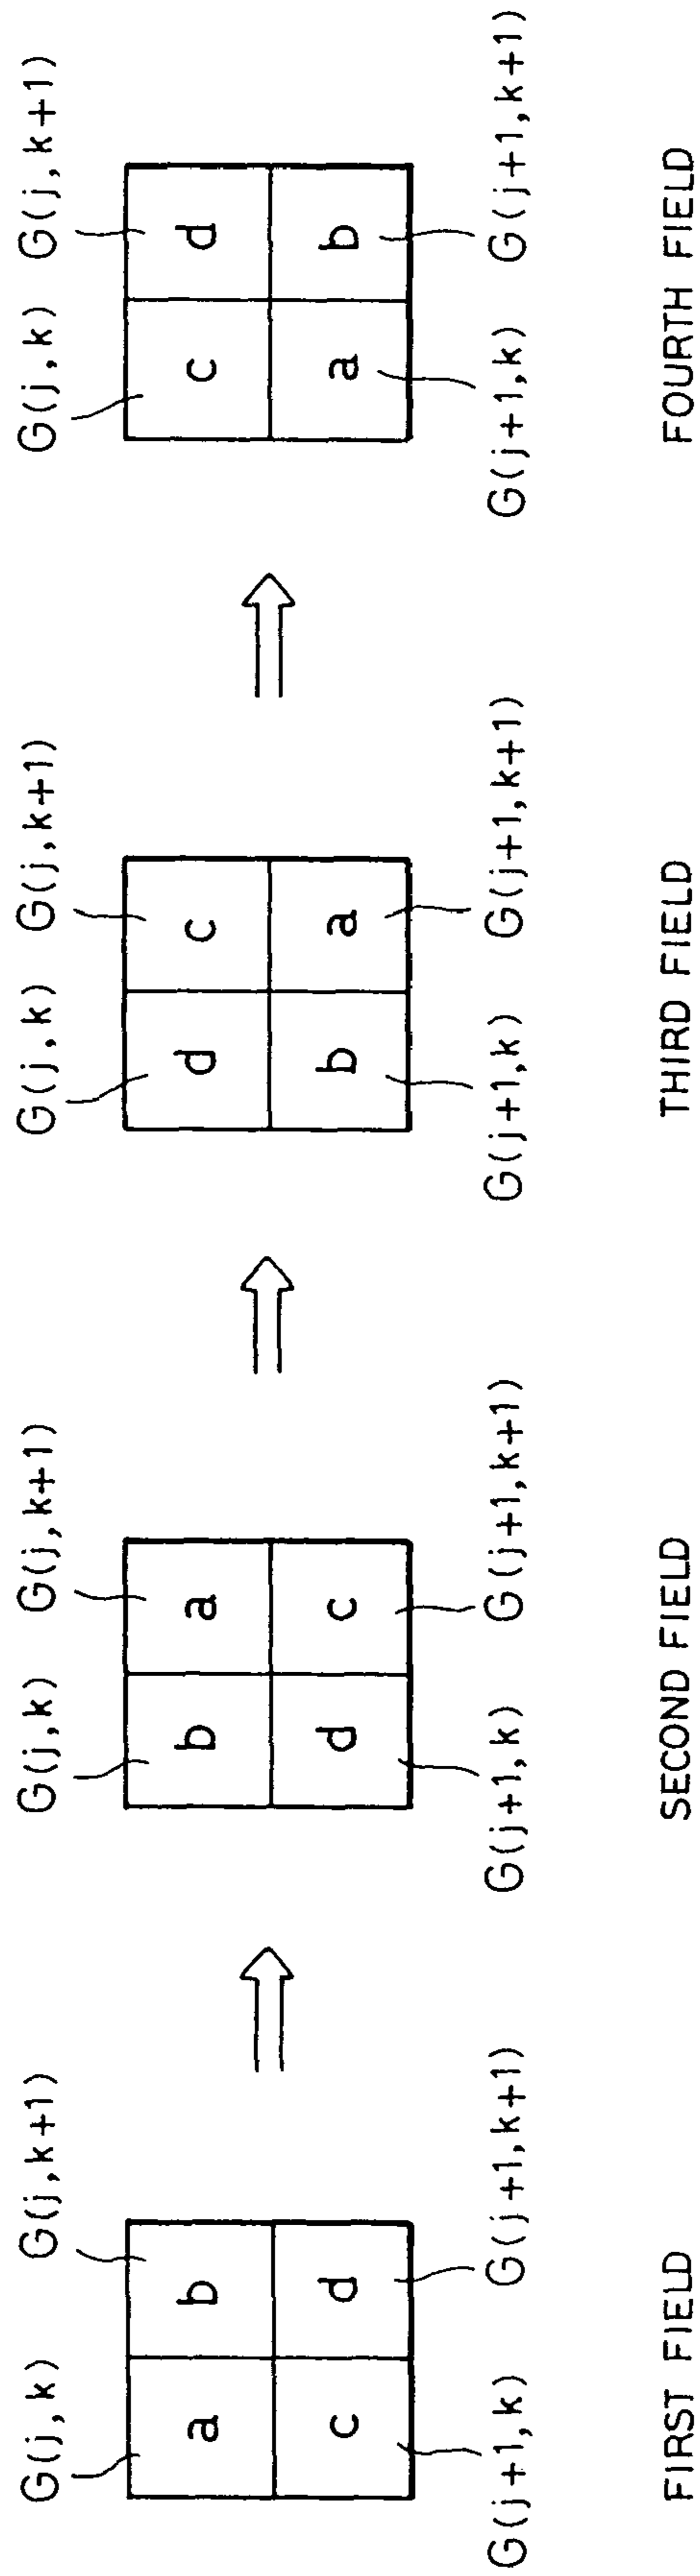 G(j,k) G(j,k+1)
a b
c d
G(j+1,k) G(j+1,k+1)
FIRST FIELD
G(j,k) G(j,k+1)
b a
d c
G(j+1,k) G(j+1,k+1)
SECOND FIELD
G(j,k) G(j,k+1)
d c
b a
G(j+1,k) G(j+1,k+1)
THIRD FIELD
G(j,k) G(j,k+1)
c d
a b
G(j+1,k) G(j+1,k+1)
FOURTH FIELD